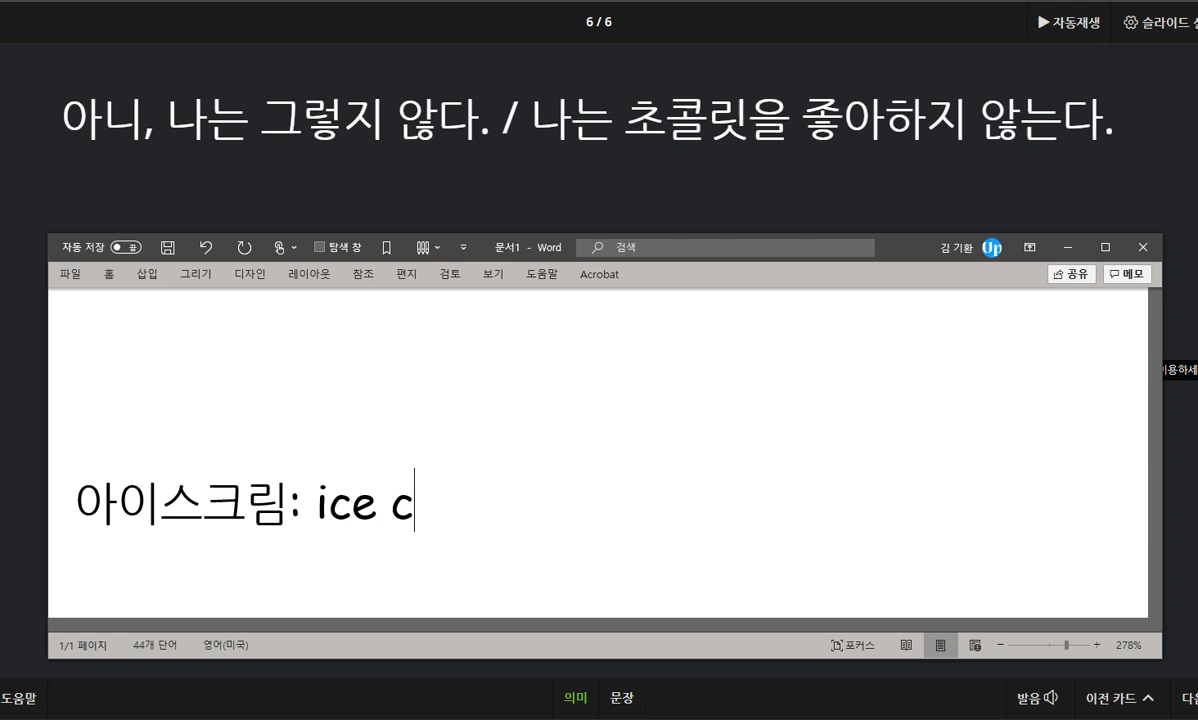 6 / 6
자동재생
슬라이드
아니, 나는 그렇지 않다. / 나는 초콜릿을 좋아하지 않는다.
자동 저장 끔 탐색 창 문서1 - Word 검색 김 기환 Up
파일 홈 삽입 그리기 디자인 레이아웃 참조 편지 검토 보기 도움말 Acrobat 공유 메모
이용하세
아이스크림: ice c
1/1 페이지 44개 단어 영어(미국) 포커스 278%
도움말 의미 문장 발음 이전 카드